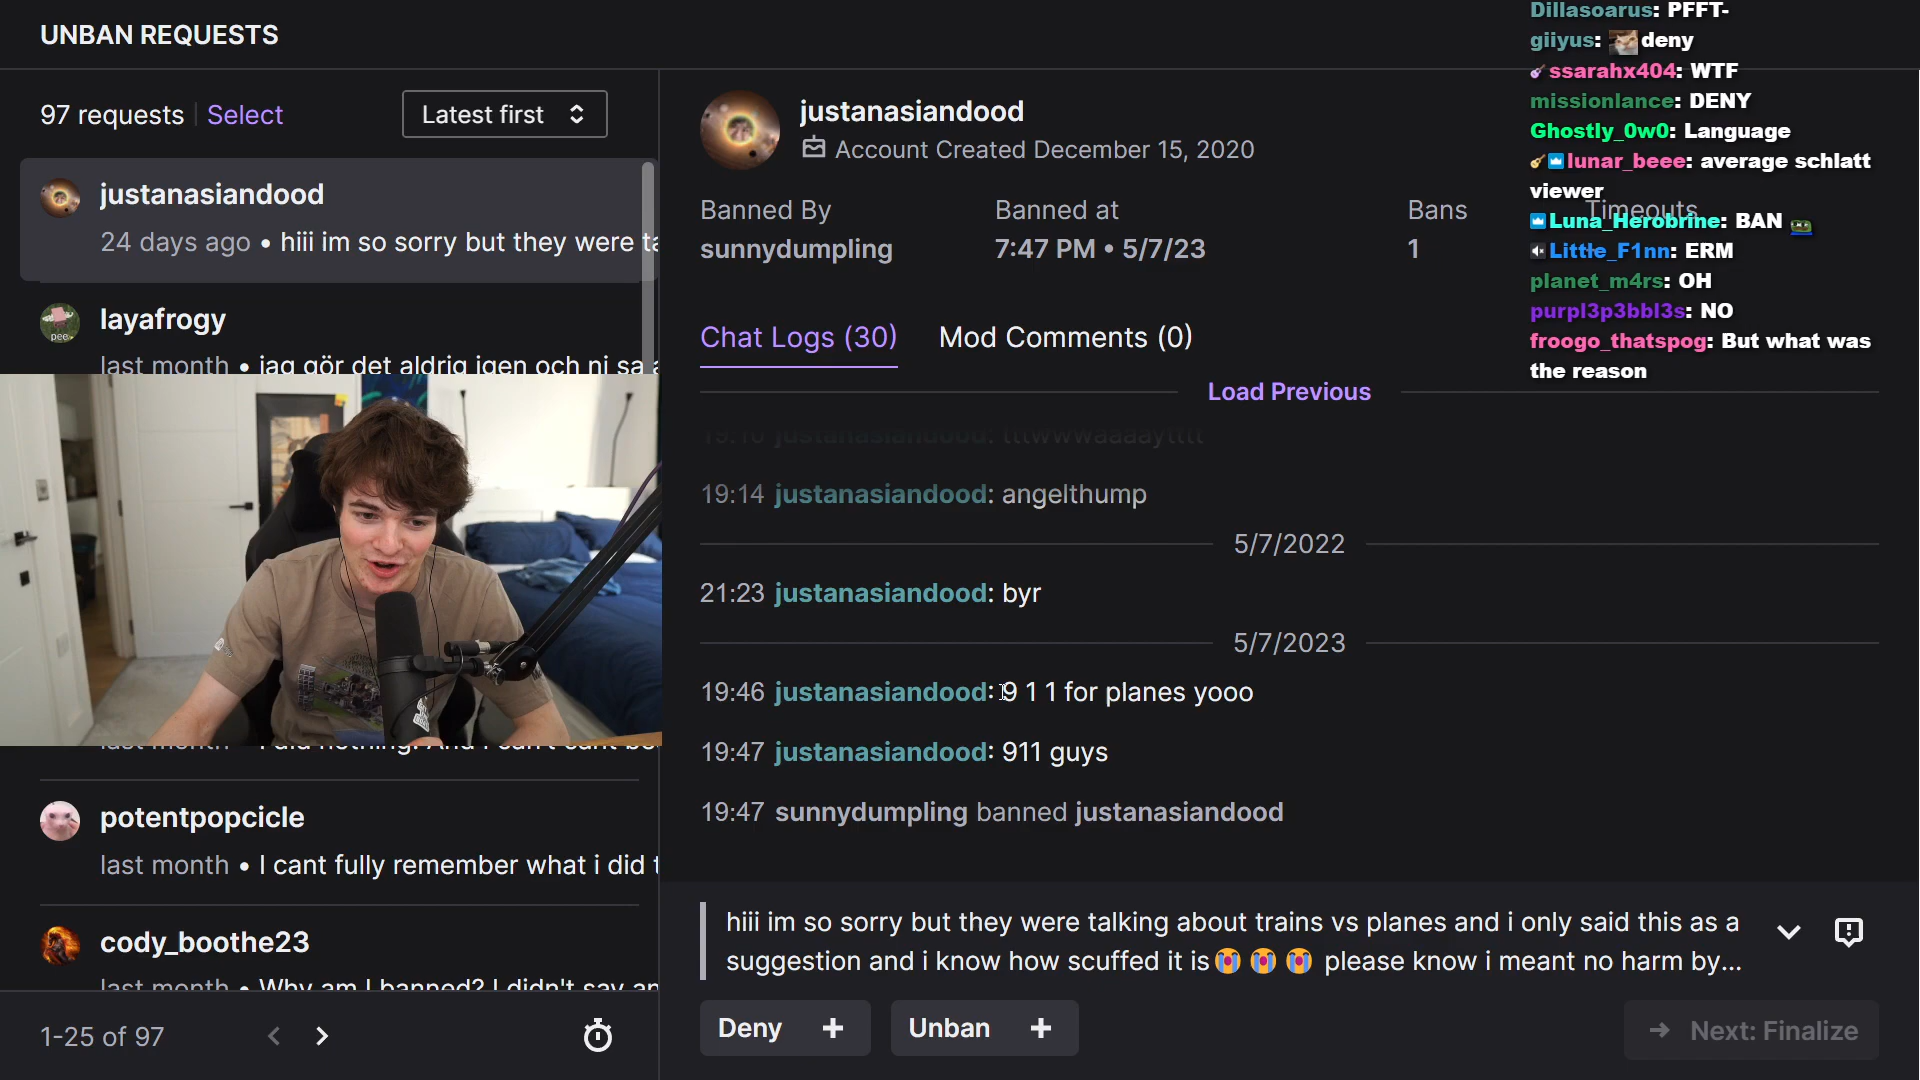 UNBAN REQUESTS
97 requests
Select
Latest first
justanasiandood
24 days ago • hiii im so sorry but they were ta
layafrogy
last month • jag gör det aldrig igen och ni sa a
pee
last month
potentpopcicle
last month • I cant fully remember what i did t
cody_boothe23
last month • Why am I banned? I didn't say an
1-25 of 97
justanasiandood
Account Created December 15, 2020
Banned By
sunnydumpling
Banned at
7:47 PM • 5/7/23
Bans
1
Timeouts
Chat Logs (30)
Mod Comments (0)
Load Previous
19:14 justanasiandood: angelthump
5/7/2022
21:23 justanasiandood: byr
5/7/2023
19:46 justanasiandood: 9 1 1 for planes yooo
19:47 justanasiandood: 911 guys
19:47 sunnydumpling banned justanasiandood
hiii im so sorry but they were talking about trains vs planes and i only said this as a
suggestion and i know how scuffed it is😭 😭 😭 please know i meant no harm by...
Deny +
Unban +
→ Next: Finalize
Dillasoarus: PFFT-
giiyus: deny
ssarahx404: WTF
missionlance: DENY
Ghostly_0w0: Language
lunar_beee: average schlatt
viewer
Luna_Herobrine: BAN
Little_F1nn: ERM
planet_m4rs: OH
purpl3p3bbl3s: NO
froogo_thatspog: But what was
the reason